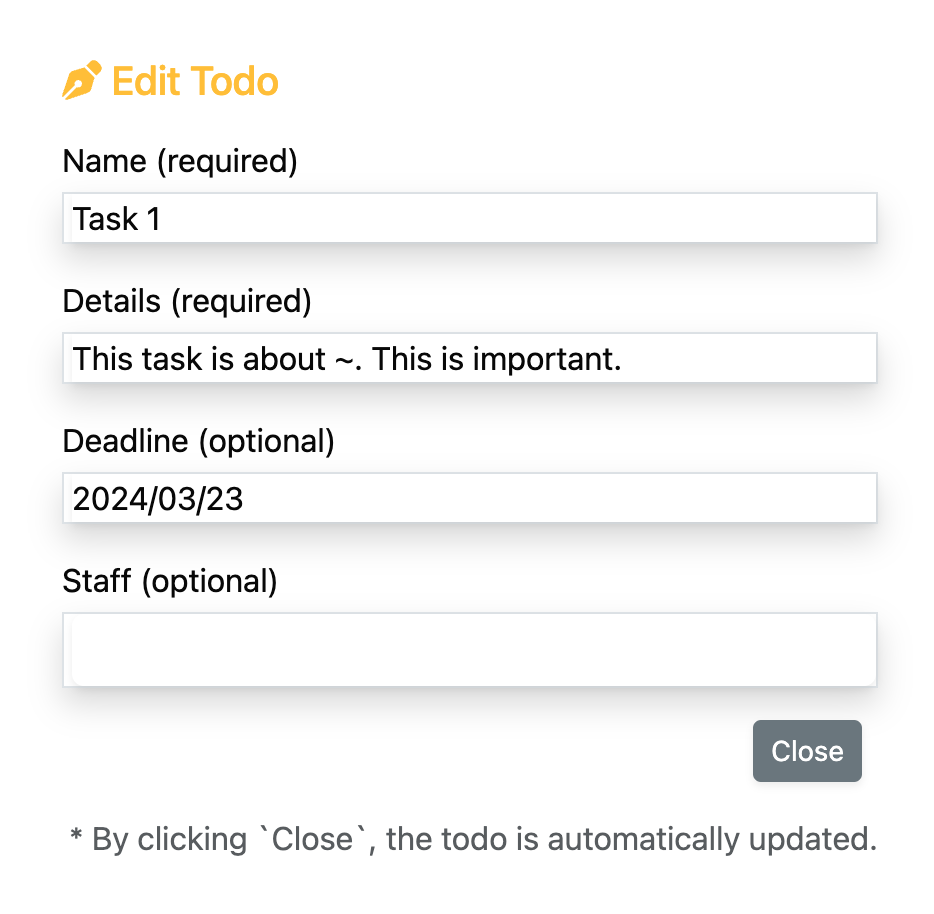 Edit Todo
Name (required)
Task 1
Details (required)
This task is about ~. This is important.
Deadline (optional)
2024/03/23
Staff (optional)
Close
* By clicking `Close`, the todo is automatically updated.